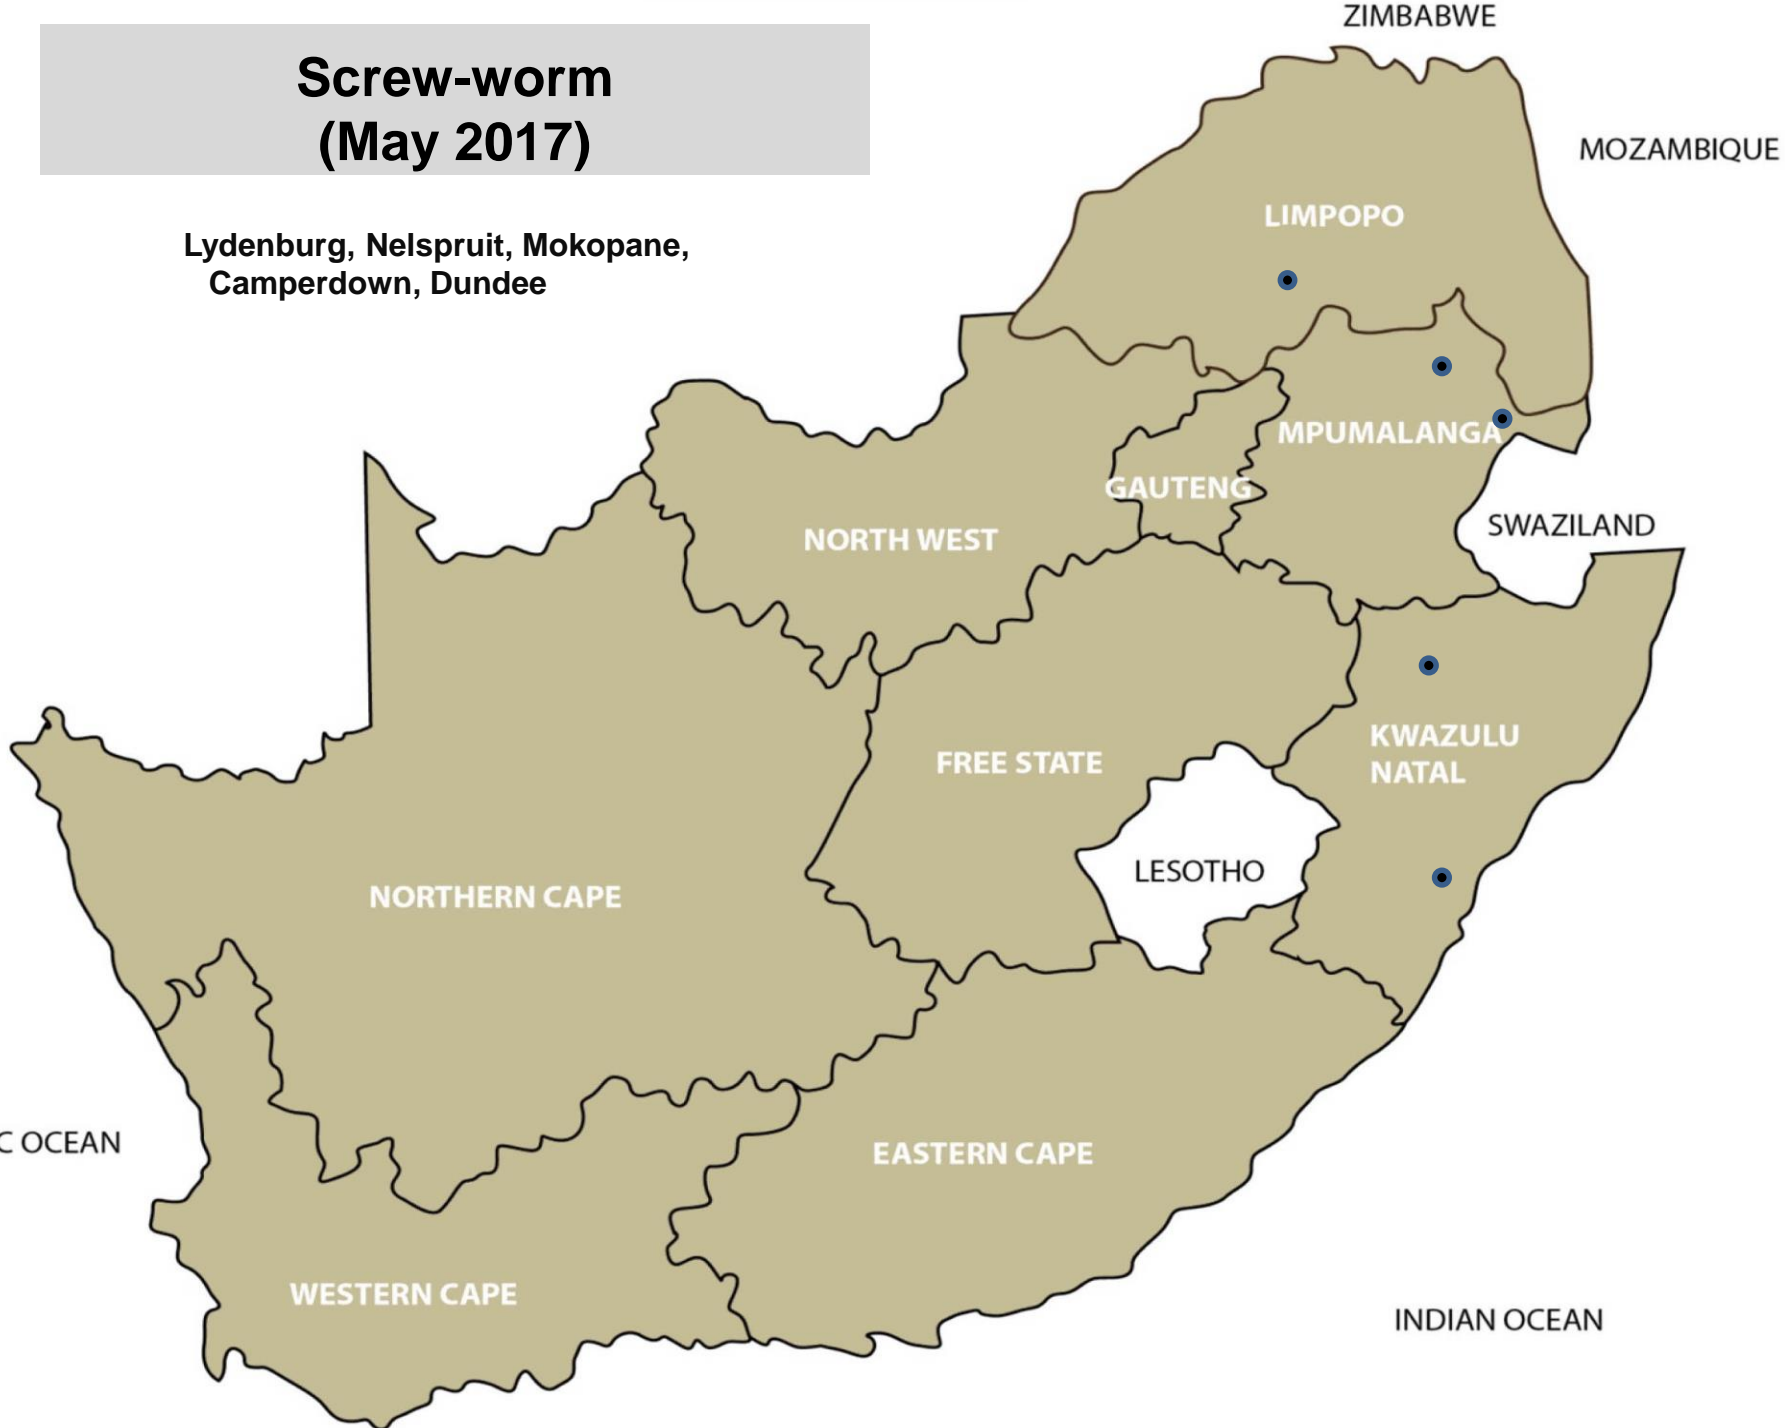 Screw-worm
(May 2017)
Lydenburg, Nelspruit, Mokopane,
Camperdown, Dundee
ZIMBABWE
MOZAMBIQUE
LIMPOPO
MPUMALANGA
GAUTENG
NORTH WEST
SWAZILAND
KWAZULU
NATAL
FREE STATE
LESOTHO
NORTHERN CAPE
C OCEAN
EASTERN CAPE
WESTERN CAPE
INDIAN OCEAN